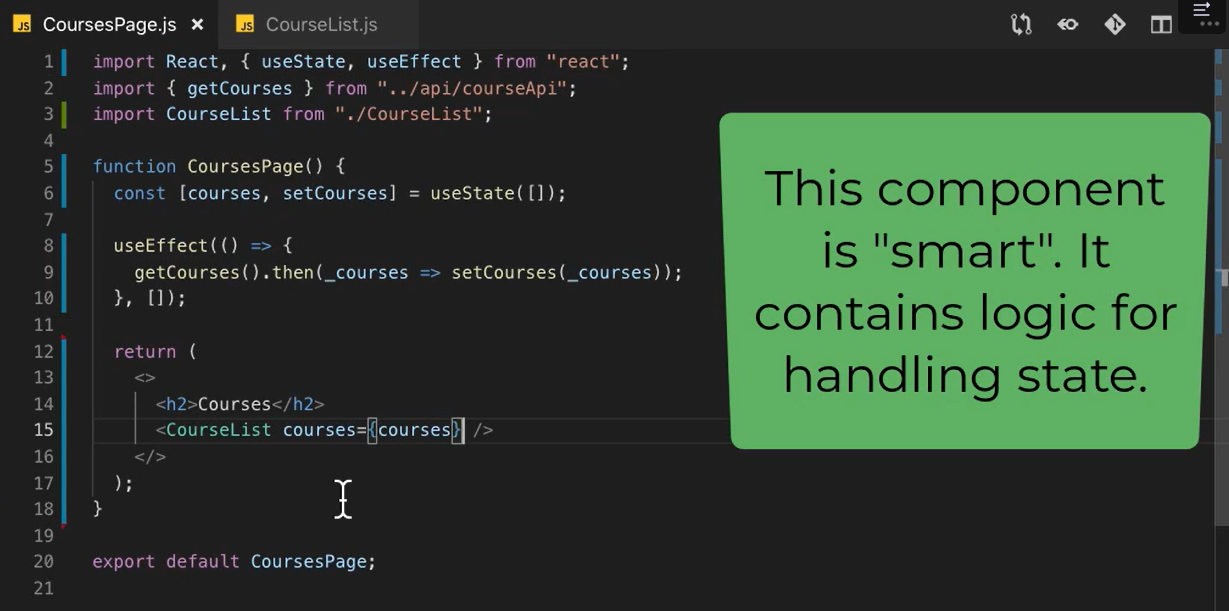 JS CoursesPage.js × JS CourseList.js
1 import React, { useState, useEffect } from "react";
2 import { getCourses } from "../api/courseApi";
3 import CourseList from "./CourseList";
4
5 function CoursesPage() {
6 const [courses, setCourses] = useState([]);
7
8 useEffect(() => {
9 getCourses().then(_courses => setCourses(_courses));
10 }, []);
11
12 return (
13 <>
14 <h2>Courses</h2>
15 <CourseList courses={courses} />
16 </>
17 );
18 }
19
20 export default CoursesPage;
21
This component
is "smart". It
contains logic for
handling state.